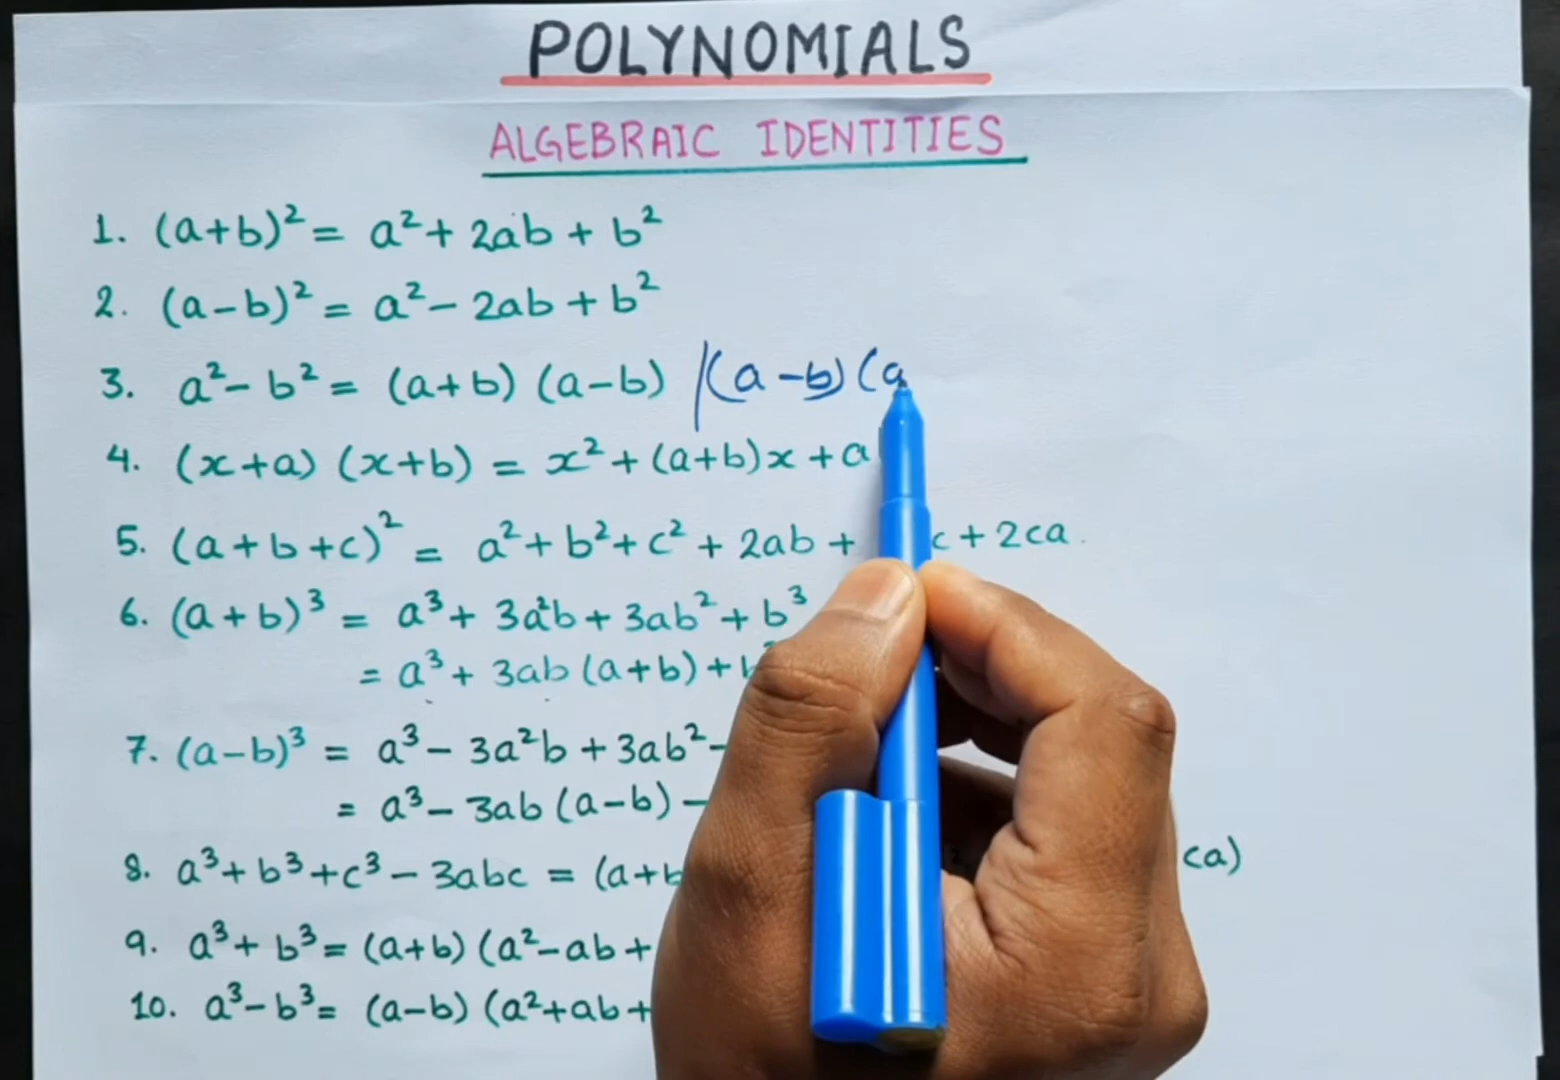 POLYNOMIALS
ALGEBRAIC IDENTITIES
1. (a+b)² = a² + 2ab + b²
2. (a-b)² = a² - 2ab + b²
3. a² - b² = (a+b) (a-b) / (a-b) (a
4. (x+a) (x+b) = x² + (a+b)x + a
5. (a+b+c)² = a² + b² + c² + 2ab + c + 2ca
6. (a+b)³ = a³ + 3a²b + 3ab² + b³
= a³ + 3ab (a+b) +
7. (a-b)³ = a³ - 3a²b + 3ab² -
= a³ - 3ab (a-b) -
8. a³ + b³ + c³ - 3abc = (a+b ca)
9. a³ + b³ = (a+b) (a² - ab +
10. a³ - b³ = (a-b) (a² + ab +